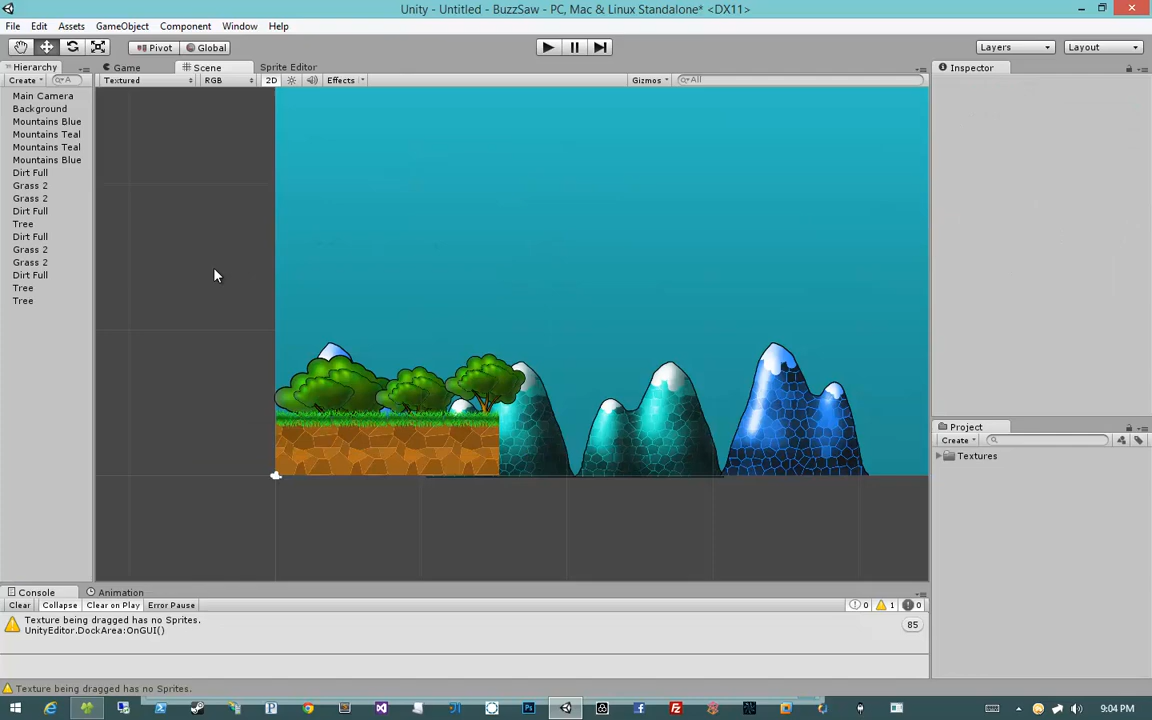 Unity - Untitled - BuzzSaw - PC, Mac & Linux Standalone* <DX11>
File Edit Assets GameObject Component Window Help
Pivot Global Layers Layout
Hierarchy Game Scene Sprite Editor Inspector
Create All Textured RGB 2D Effects Gizmos All
Main Camera
Background
Mountains Blue
Mountains Teal
Mountains Teal
Mountains Blue
Dirt Full
Grass 2
Grass 2
Dirt Full
Tree
Dirt Full
Grass 2
Grass 2
Dirt Full
Tree
Tree
Project
Create
Textures
Console Animation
Clear Collapse Clear on Play Error Pause 0 1 0
Texture being dragged has no Sprites.
UnityEditor.DockArea:OnGUI()
85
Texture being dragged has no Sprites.
9:04 PM